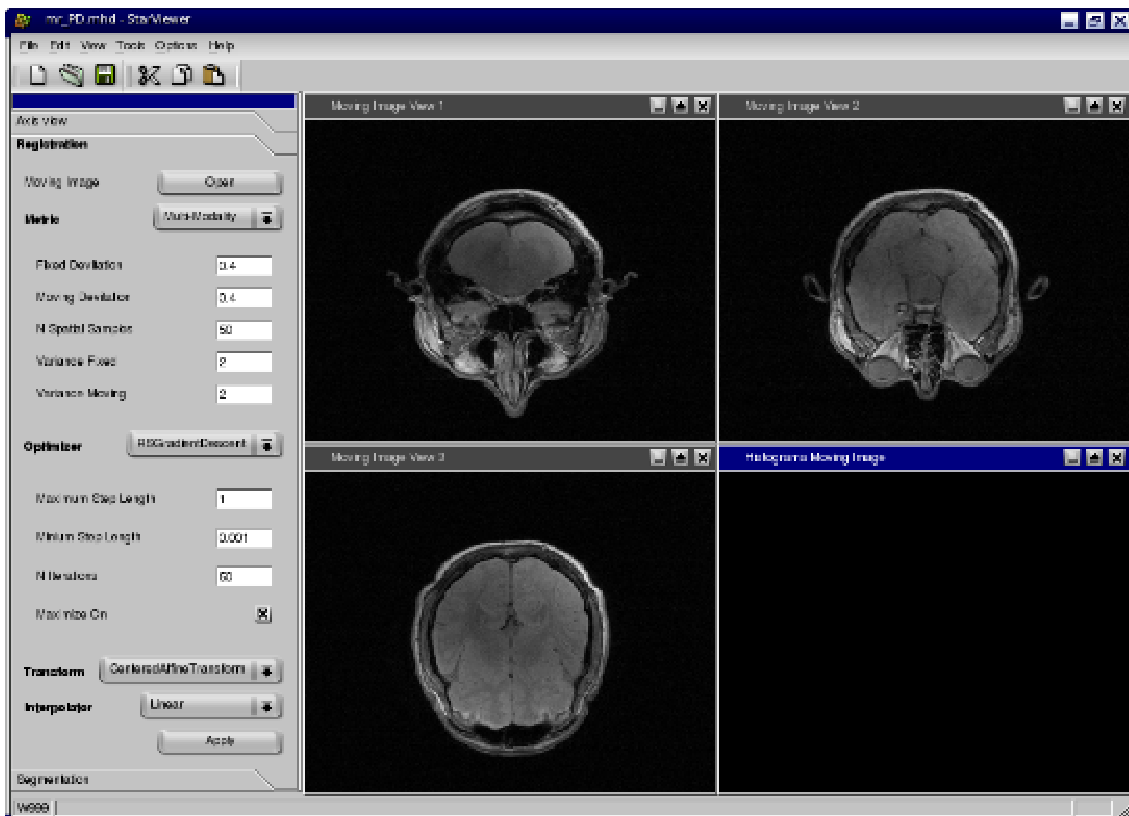 mr_PD.mhd - StarViewer
File Edit View Tools Options Help
Axis view
Registration
Moving Image Open
Metric Multi-Modality
Fixed Devitation 0.4
Moving Devitation 0.4
N Spatial Samples 50
Variance Fixed 2
Variance Moving 2
Optimizer RSGradientDescent
Maximum Step Length 1
Minium Step Length 0.001
N Iterations 50
Maximize On
Transform CenteredAffineTransform
Interpolator Linear
Apply
Segmentation
Moving Image View 1
Moving Image View 2
Moving Image View 3
Histograms Moving Image